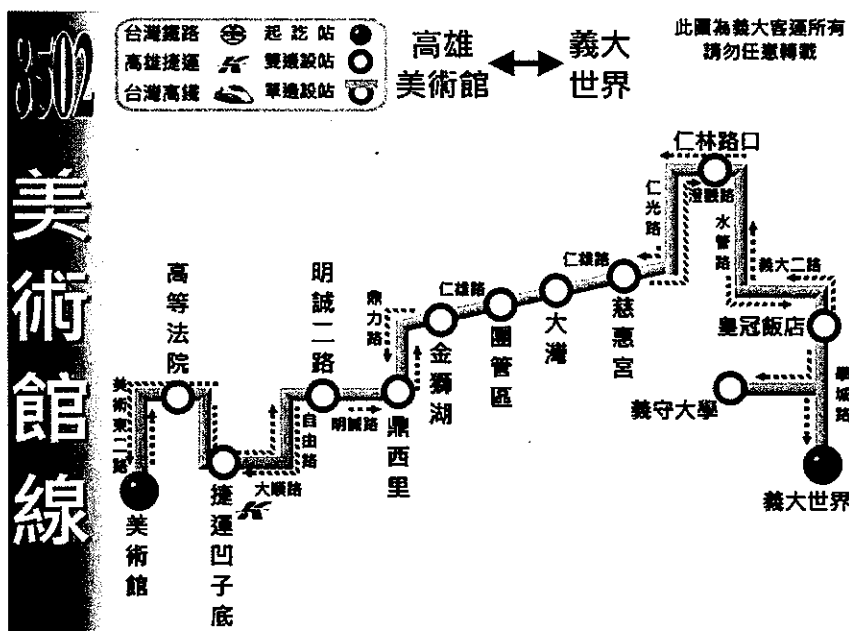 3502
美術館線
台灣鐵路
起訖站
高雄捷運
雙邊設站
台灣高鐵
單邊設站
高雄
美術館
義大
世界
此圖為義大客運所有
請勿任意轉載
仁林路口
澄觀路
仁光路
水管路
義大二路
仁雄路
仁雄路
慈惠宮
大灣
團管區
金獅湖
鼎力路
皇冠飯店
學城路
義守大學
義大世界
明誠二路
高等法院
美術東二路
自由路
明誠路
鼎西里
大順路
捷運凹子底
美術館